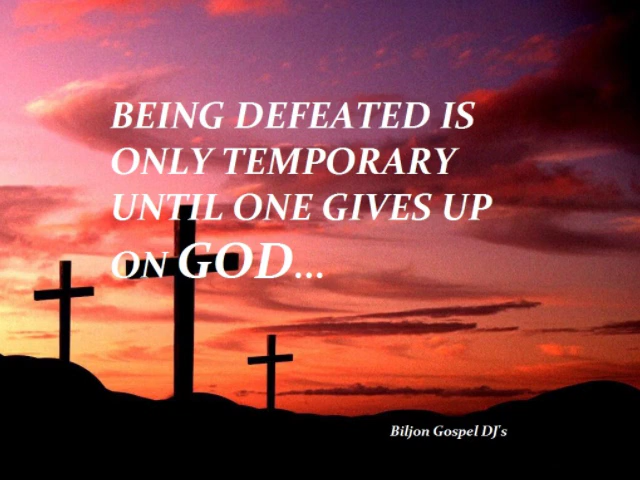 BEING DEFEATED IS
ONLY TEMPORARY
UNTIL ONE GIVES UP
ON GOD...
Biljon Gospel DJ's